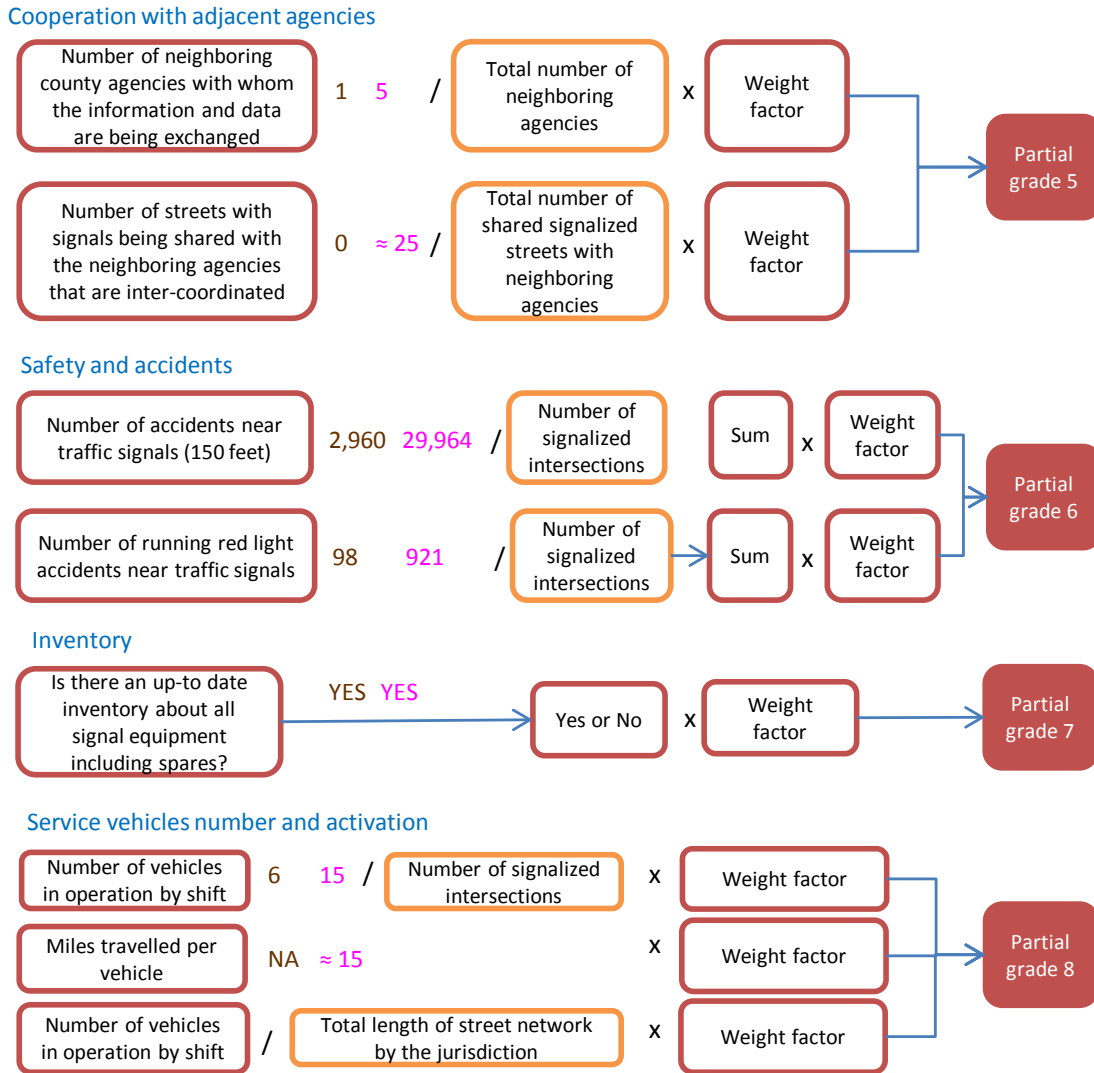 Cooperation with adjacent agencies
Number of neighboring
county agencies with whom
the information and data
are being exchanged
1 5 /
Total number of
neighboring
agencies
x
Weight
factor
Partial
grade 5
Number of streets with
signals being shared with
the neighboring agencies
that are inter-coordinated
0 ≈ 25 /
Total number of
shared signalized
streets with
neighboring
agencies
x
Weight
factor
Safety and accidents
Number of accidents near
traffic signals (150 feet)
2,960 29,964 /
Number of
signalized
intersections
Sum
x
Weight
factor
Partial
grade 6
Number of running red light
accidents near traffic signals
98 921 /
Number of
signalized
intersections
Sum
x
Weight
factor
Inventory
Is there an up-to date
inventory about all
signal equipment
including spares?
YES YES
Yes or No
x
Weight
factor
Partial
grade 7
Service vehicles number and activation
Number of vehicles
in operation by shift
6 15 /
Number of signalized
intersections
x
Weight factor
Miles travelled per
vehicle
NA ≈ 15
x
Weight factor
Partial
grade 8
Number of vehicles
in operation by shift
/
Total length of street network
by the jurisdiction
x
Weight factor